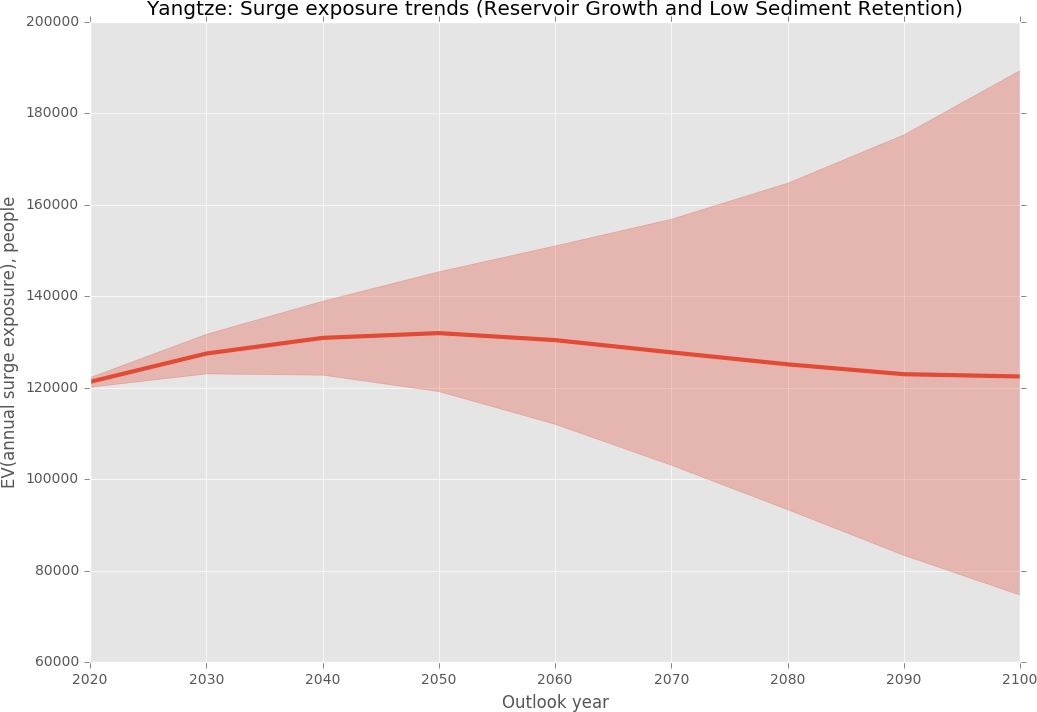 Yangtze: Surge exposure trends (Reservoir Growth and Low Sediment Retention)
EV(annual surge exposure), people
200000
180000
160000
140000
120000
100000
80000
60000
2020 2030 2040 2050 2060 2070 2080 2090 2100
Outlook year